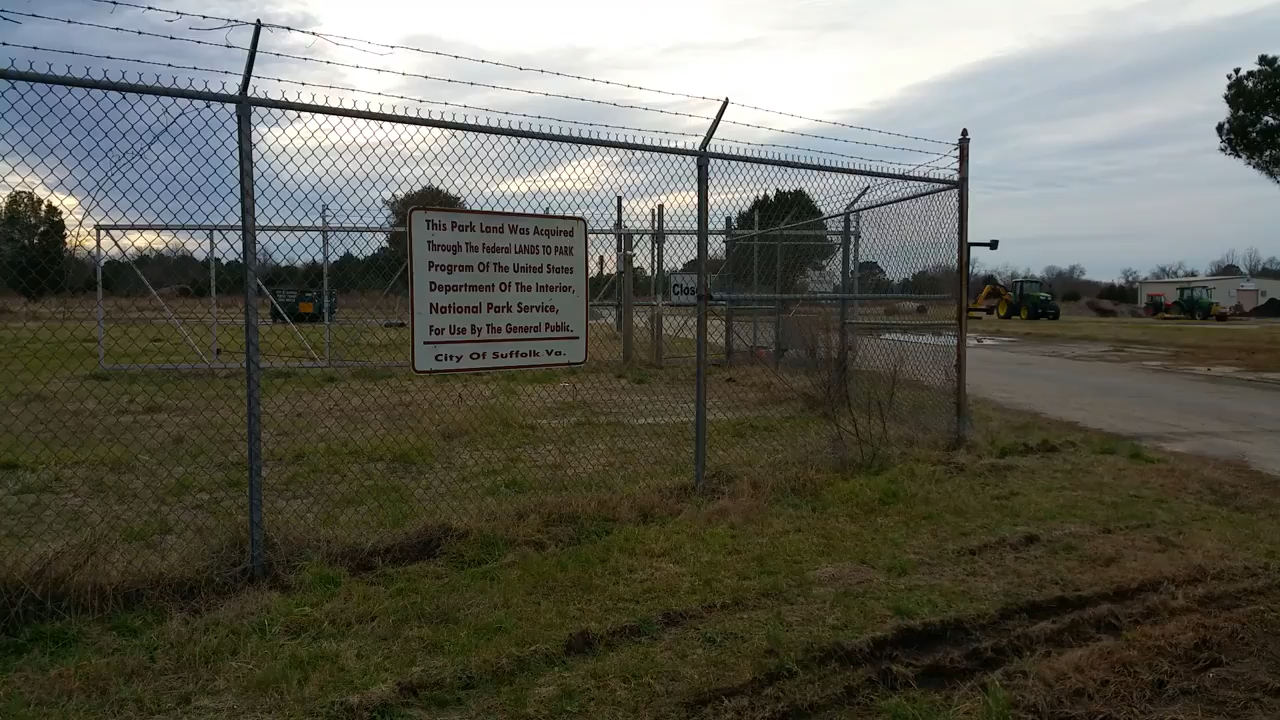 This Park Land Was Acquired
Through The Federal LANDS TO PARK
Program Of The United States
Department Of The Interior,
National Park Service,
For Use By The General Public.
City Of Suffolk Va.
Clos